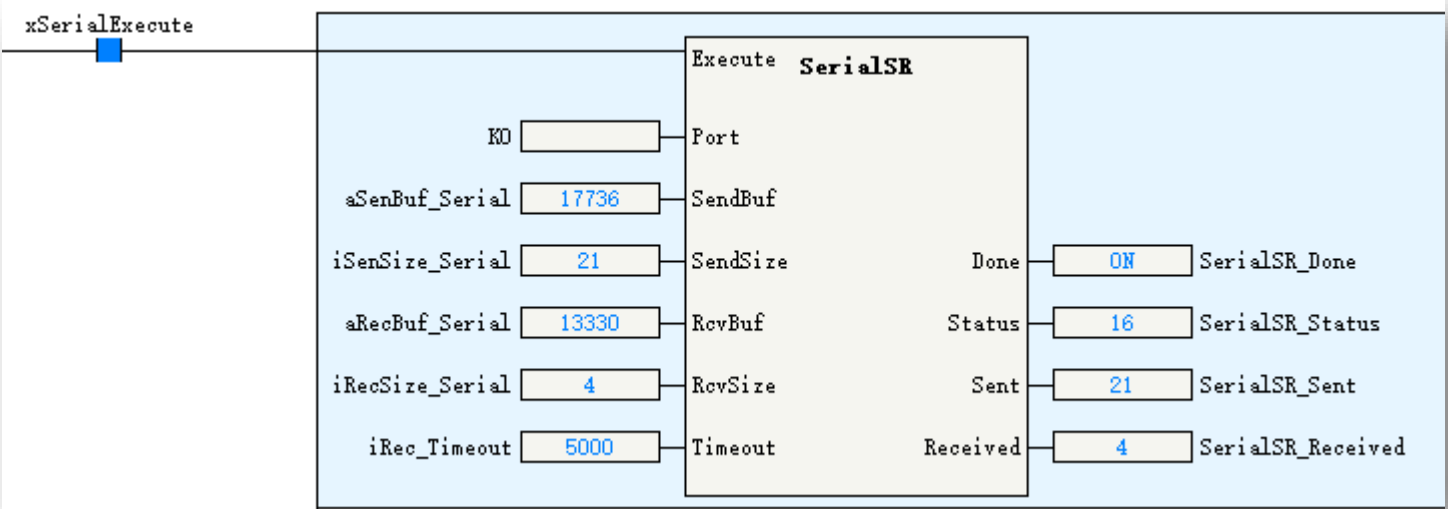 xSerialExecute
Execute SerialSR
K0 Port
aSenBuf_Serial 17736 SendBuf
iSenSize_Serial 21 SendSize Done ON SerialSR_Done
aRecBuf_Serial 13330 RcvBuf Status 16 SerialSR_Status
iRecSize_Serial 4 RcvSize Sent 21 SerialSR_Sent
iRec_Timeout 5000 Timeout Received 4 SerialSR_Received